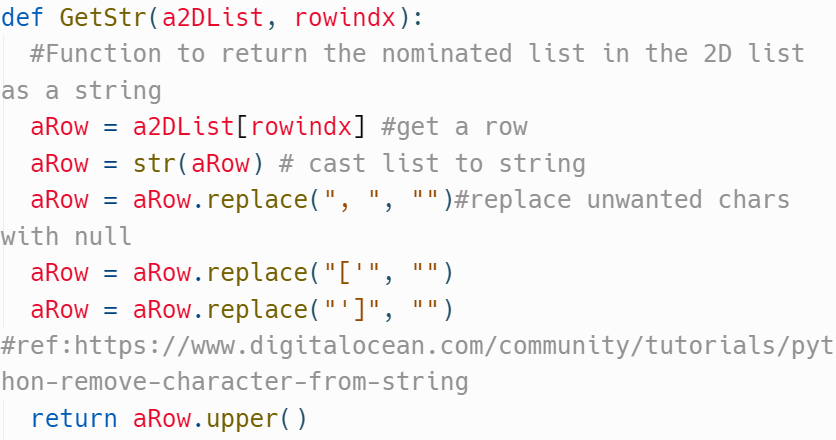 def GetStr(a2DList, rowindx):
  #Function to return the nominated list in the 2D list
as a string
  aRow = a2DList[rowindx] #get a row
  aRow = str(aRow) # cast list to string
  aRow = aRow.replace(", ", "")#replace unwanted chars
with null
  aRow = aRow.replace("['", "")
  aRow = aRow.replace("']", "")
#ref:https://www.digitalocean.com/community/tutorials/pyt
hon-remove-character-from-string
  return aRow.upper()